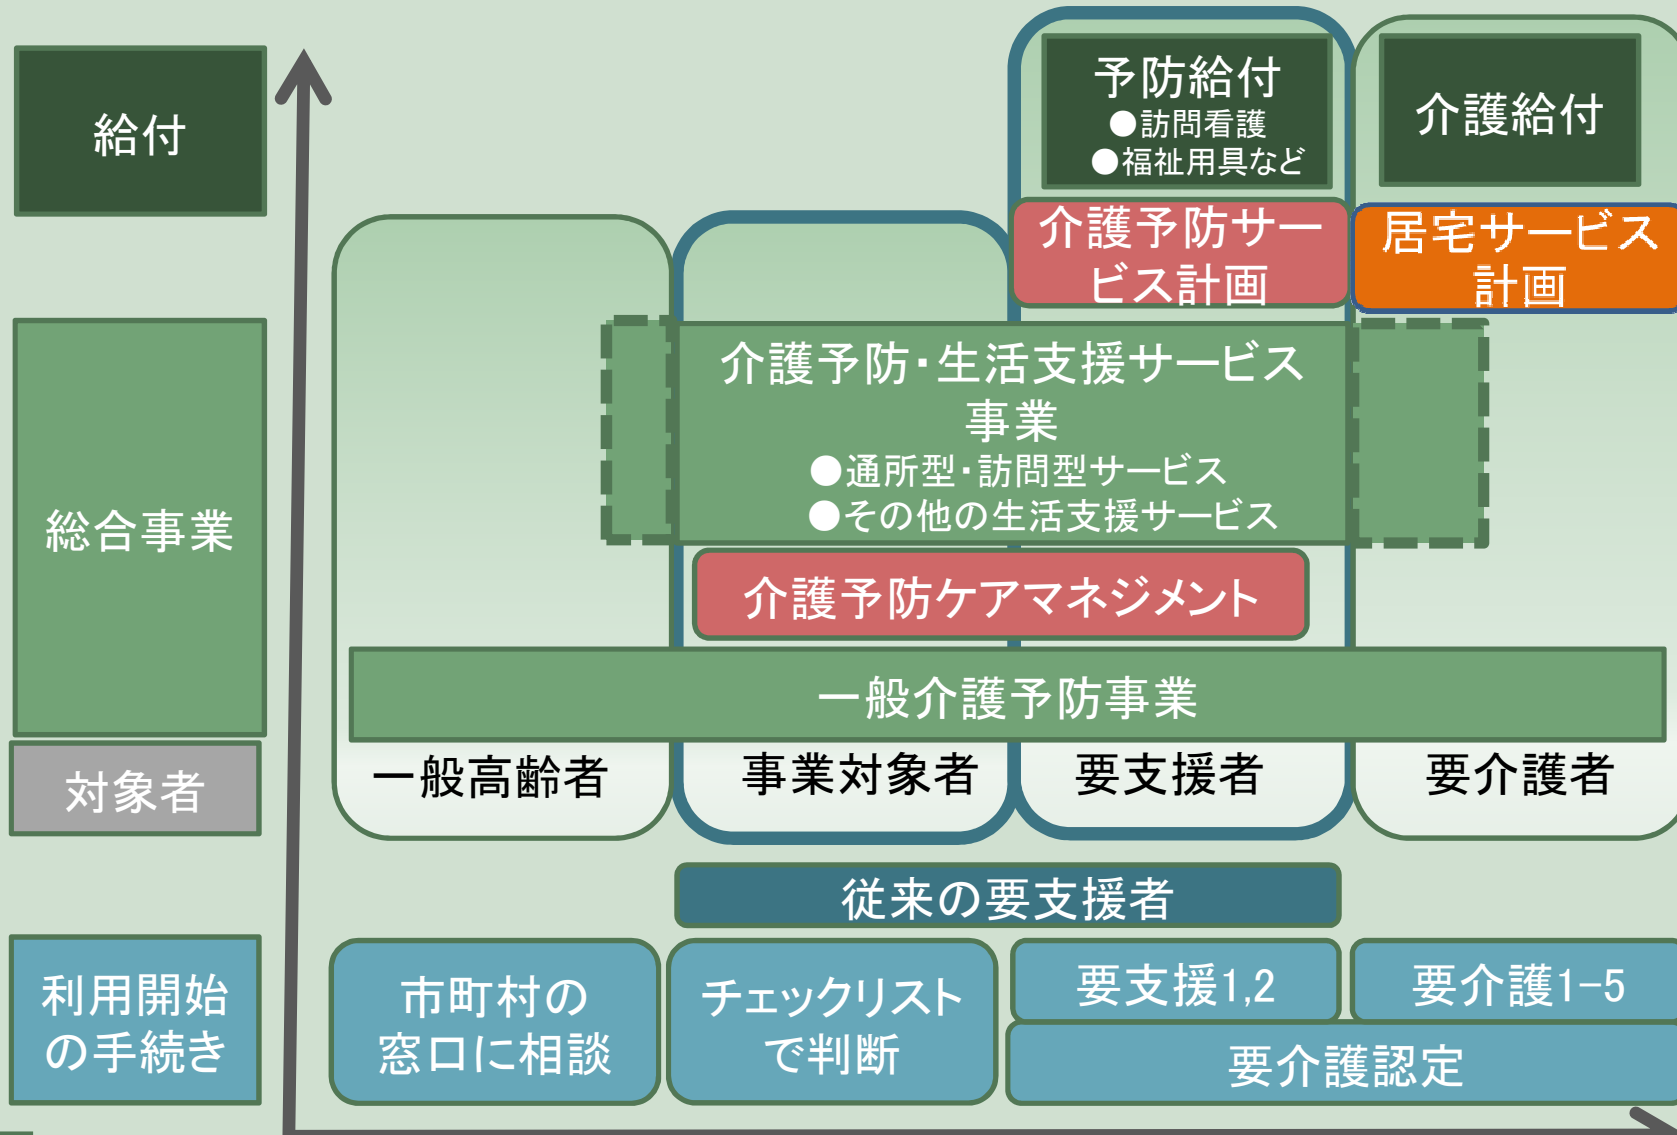 給付
予防給付
●訪問看護
●福祉用具など
介護給付
介護予防サー
ビス計画
居宅サービス
計画
総合事業
介護予防・生活支援サービス
事業
●通所型・訪問型サービス
●その他の生活支援サービス
介護予防ケアマネジメント
一般介護予防事業
対象者
一般高齢者
事業対象者
要支援者
要介護者
従来の要支援者
利用開始
の手続き
市町村の
窓口に相談
チェックリスト
で判断
要支援1,2
要介護1-5
要介護認定